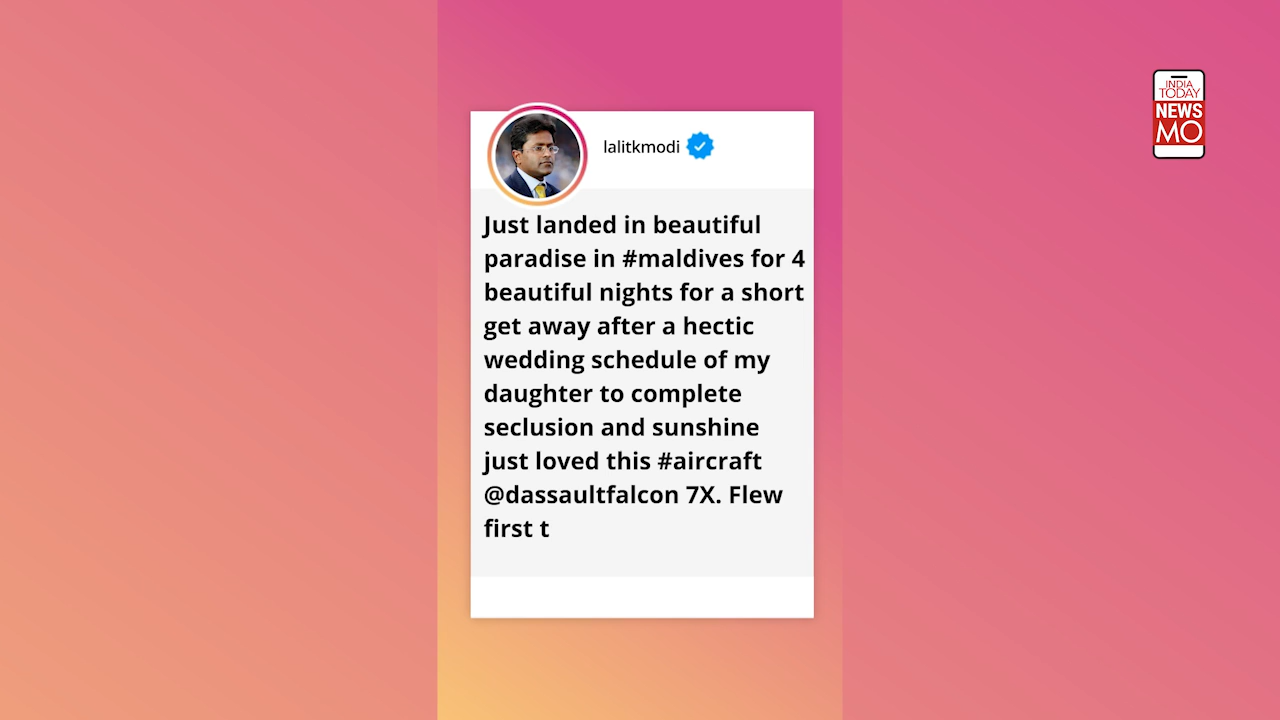 lalitkmodi
Just landed in beautiful
paradise in #maldives for 4
beautiful nights for a short
get away after a hectic
wedding schedule of my
daughter to complete
seclusion and sunshine
just loved this #aircraft
@dassaultfalcon 7X. Flew
first t
INDIA
TODAY
NEWS
MO